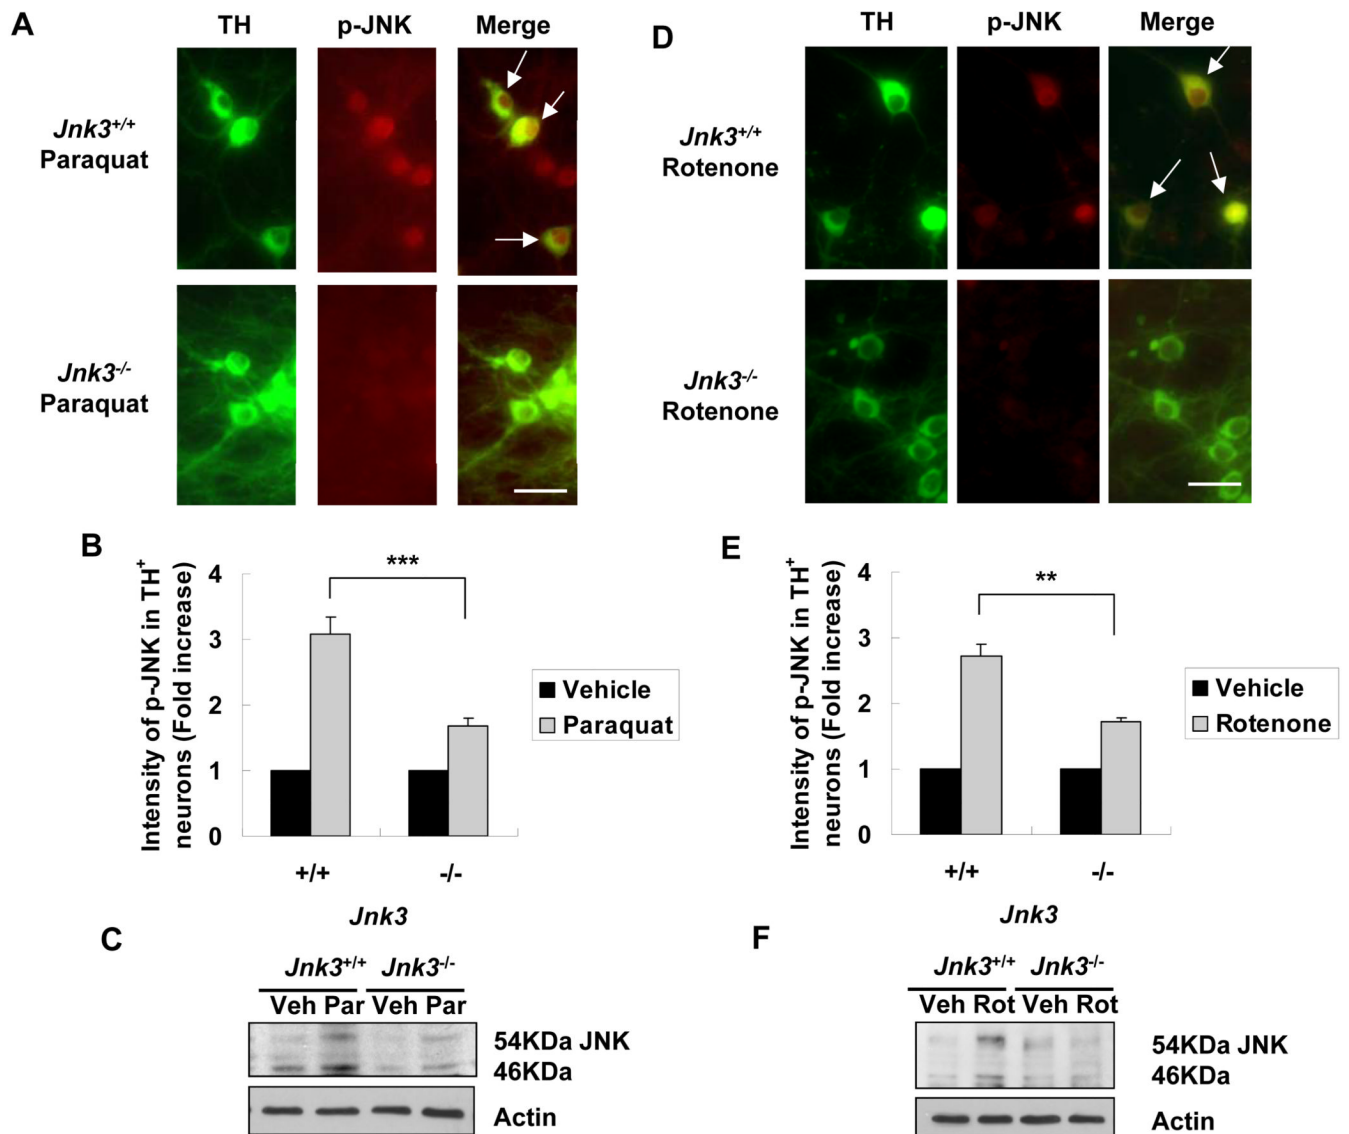 A
TH p-JNK Merge
Jnk3+/+
Paraquat
Jnk3-/-
Paraquat
B
Intensity of p-JNK in TH+
neurons (Fold increase)
4
3
2
1
0
***
Vehicle
Paraquat
+/+ -/-
Jnk3
C
Jnk3+/+ Jnk3-/-
Veh Par Veh Par
54KDa JNK
46KDa
Actin
D
TH p-JNK Merge
Jnk3+/+
Rotenone
Jnk3-/-
Rotenone
E
Intensity of p-JNK in TH+
neurons (Fold increase)
4
3
2
1
0
**
Vehicle
Rotenone
+/+ -/-
Jnk3
F
Jnk3+/+ Jnk3-/-
Veh Rot Veh Rot
54KDa JNK
46KDa
Actin